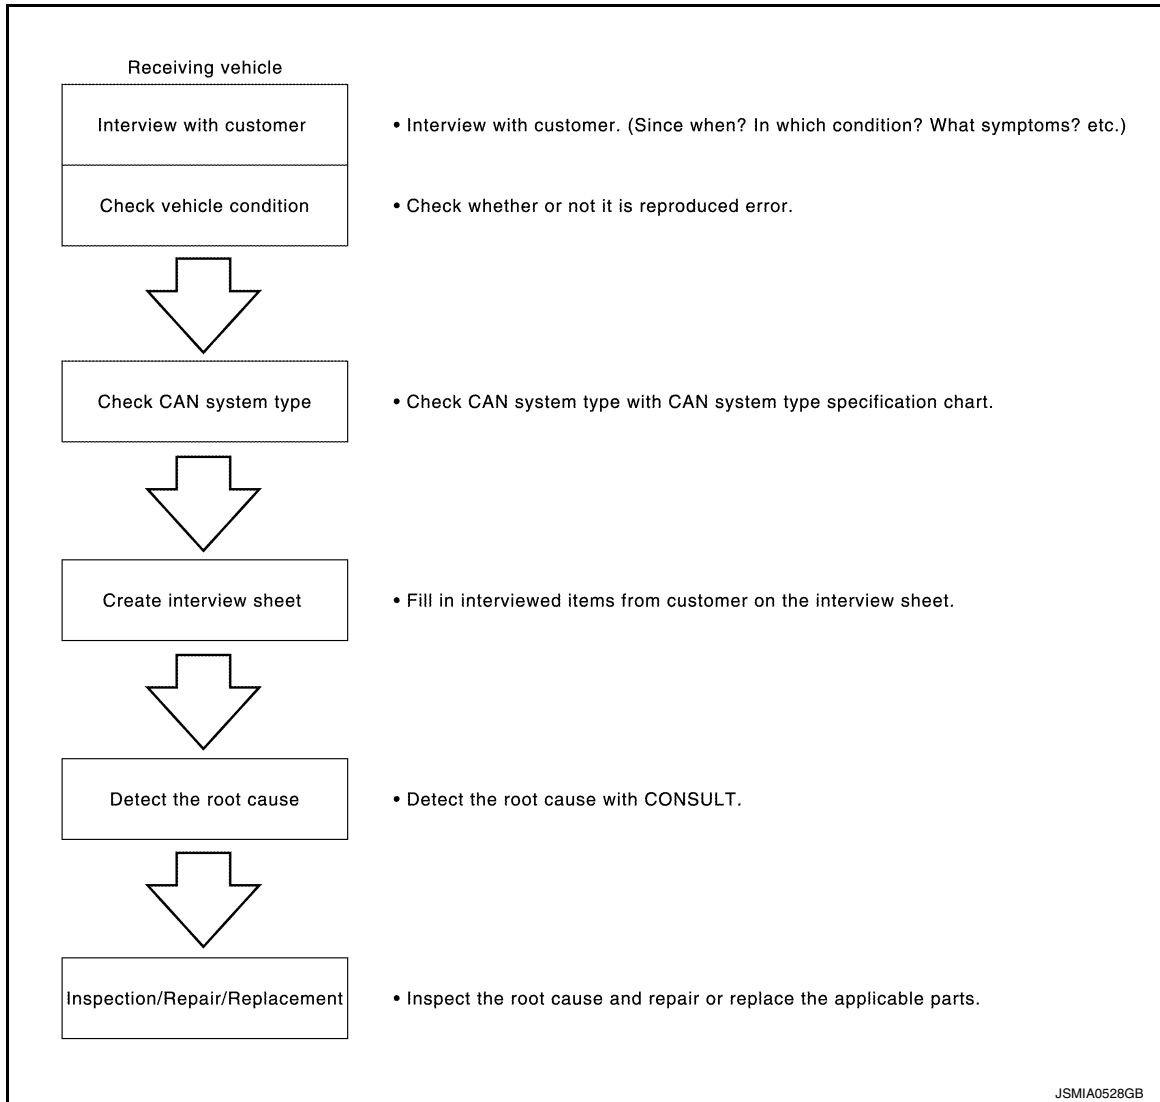 Receiving vehicle
Interview with customer
• Interview with customer. (Since when? In which condition? What symptoms? etc.)
Check vehicle condition
• Check whether or not it is reproduced error.
Check CAN system type
• Check CAN system type with CAN system type specification chart.
Create interview sheet
• Fill in interviewed items from customer on the interview sheet.
Detect the root cause
• Detect the root cause with CONSULT.
Inspection/Repair/Replacement
• Inspect the root cause and repair or replace the applicable parts.
JSMIA0528GB